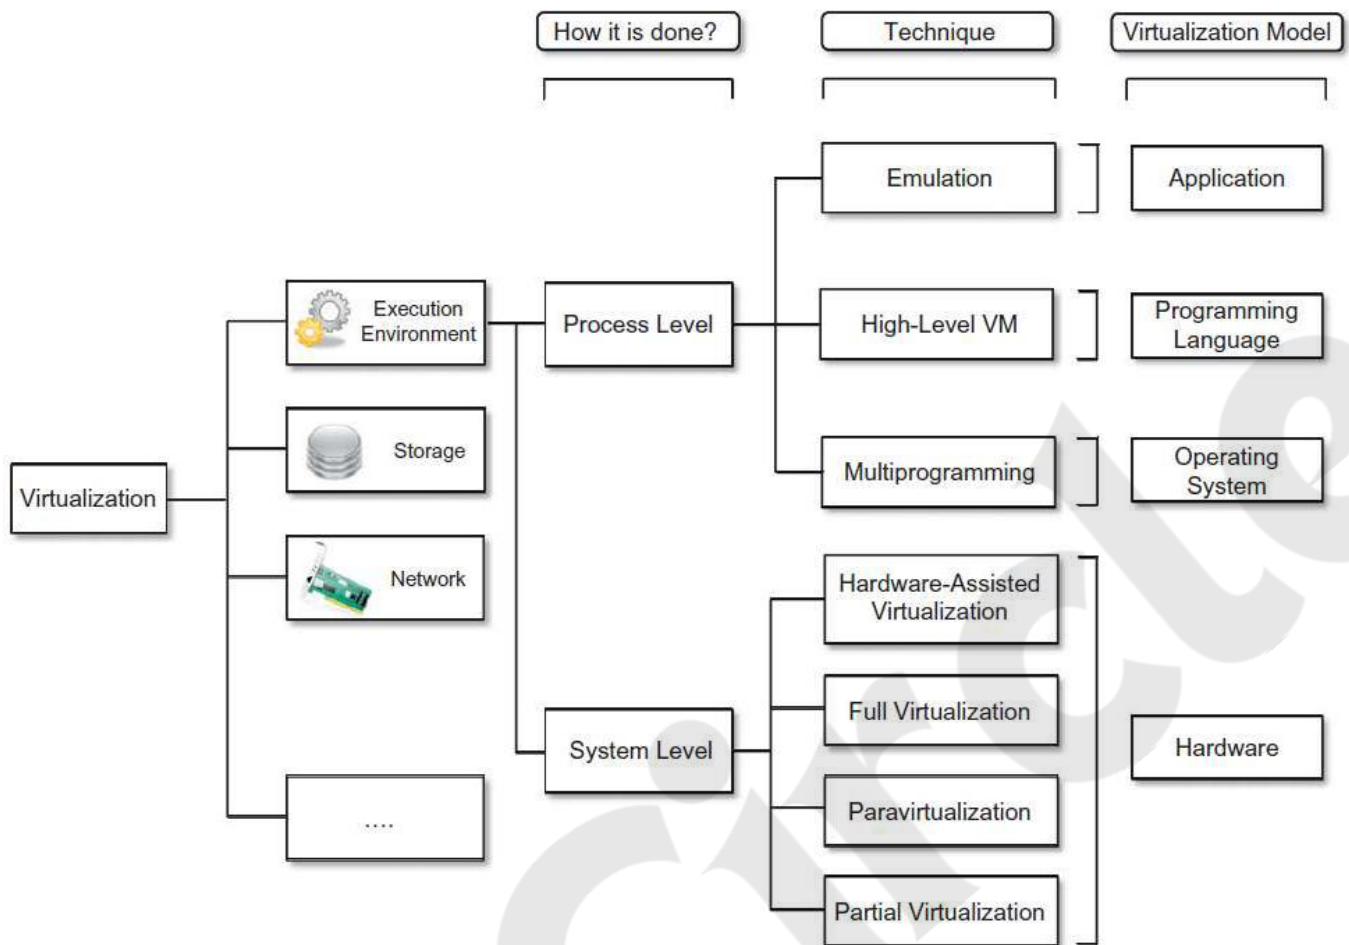 How it is done?
Technique
Virtualization Model
Emulation
Application
Execution
Environment
Process Level
High-Level VM
Programming
Language
Storage
Multiprogramming
Operating
System
Virtualization
Network
Hardware-Assisted
Virtualization
Full Virtualization
System Level
Hardware
Paravirtualization
....
Partial Virtualization
Circle